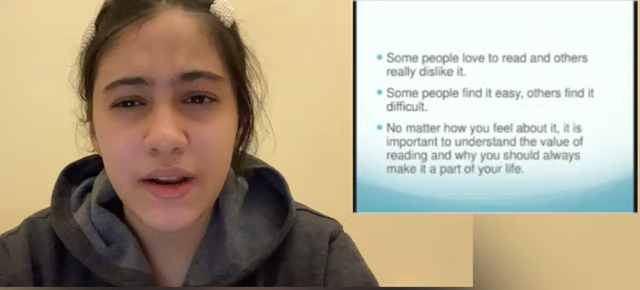 Some people love to read and others
really dislike it.
Some people find it easy, others find it
difficult.
No matter how you feel about it, it is
important to understand the value of
reading and why you should always
make it a part of your life.